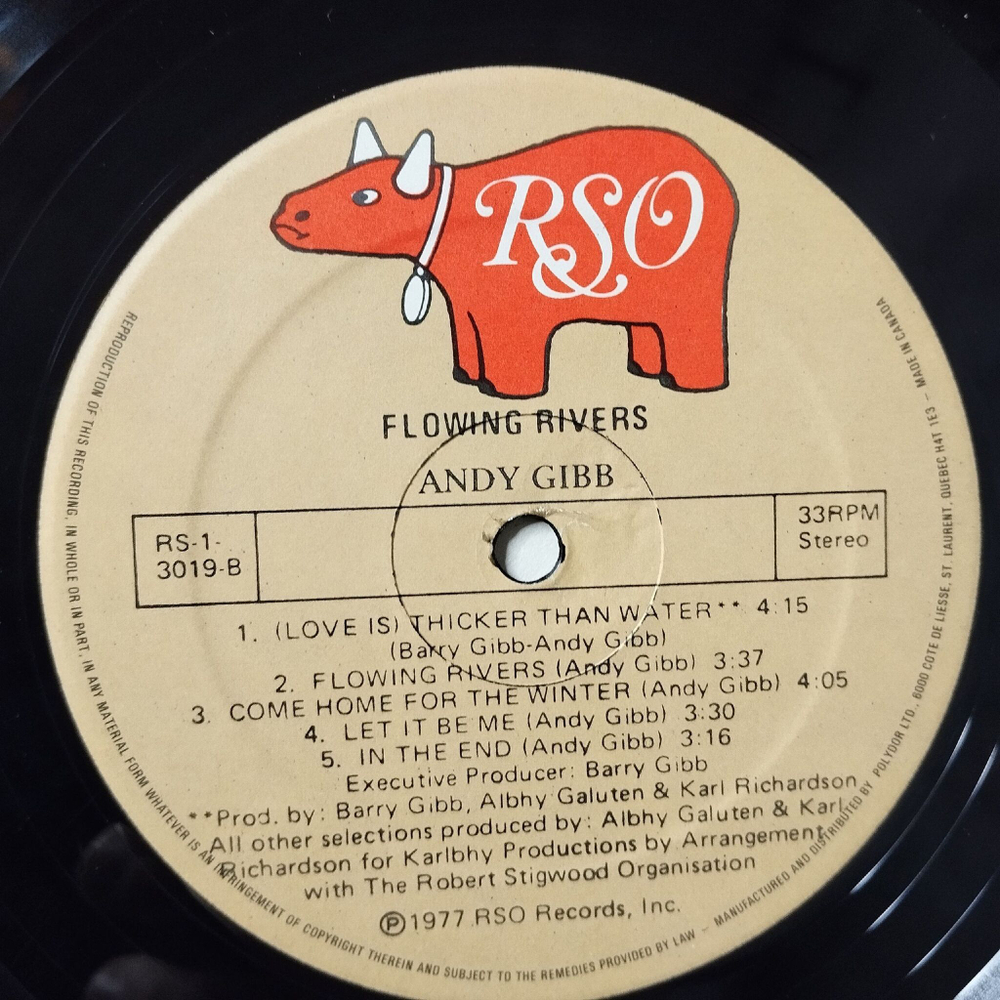 RSO
FLOWING RIVERS
ANDY GIBB
RS-1-
3019-B
33RPM
Stereo
1. (LOVE IS) THICKER THAN WATER** 4:15
(Barry Gibb-Andy Gibb)
2. FLOWING RIVERS (Andy Gibb) 3:37
3. COME HOME FOR THE WINTER (Andy Gibb) 4:05
4. LET IT BE ME (Andy Gibb) 3:30
5. IN THE END (Andy Gibb) 3:16
Executive Producer: Barry Gibb
**Prod. by: Barry Gibb, Albhy Galuten & Karl Richardson
All other selections produced by: Albhy Galuten & Karl
Richardson for Karlbhy Productions by Arrangement
with The Robert Stigwood Organisation
℗1977 RSO Records, Inc.
REPRODUCTION OF THIS RECORDING, IN WHOLE OR IN PART, IN ANY MATERIAL FORM WHATEVER IS AN INFRINGEMENT OF COPYRIGHT THEREIN AND SUBJECT TO THE REMEDIES PROVIDED BY LAW – MANUFACTURED AND DISTRIBUTED BY POLYDOR LTD., 6000 COTE DE LIESSE, ST. LAURENT, QUEBEC H4T 1E3 – MADE IN CANADA